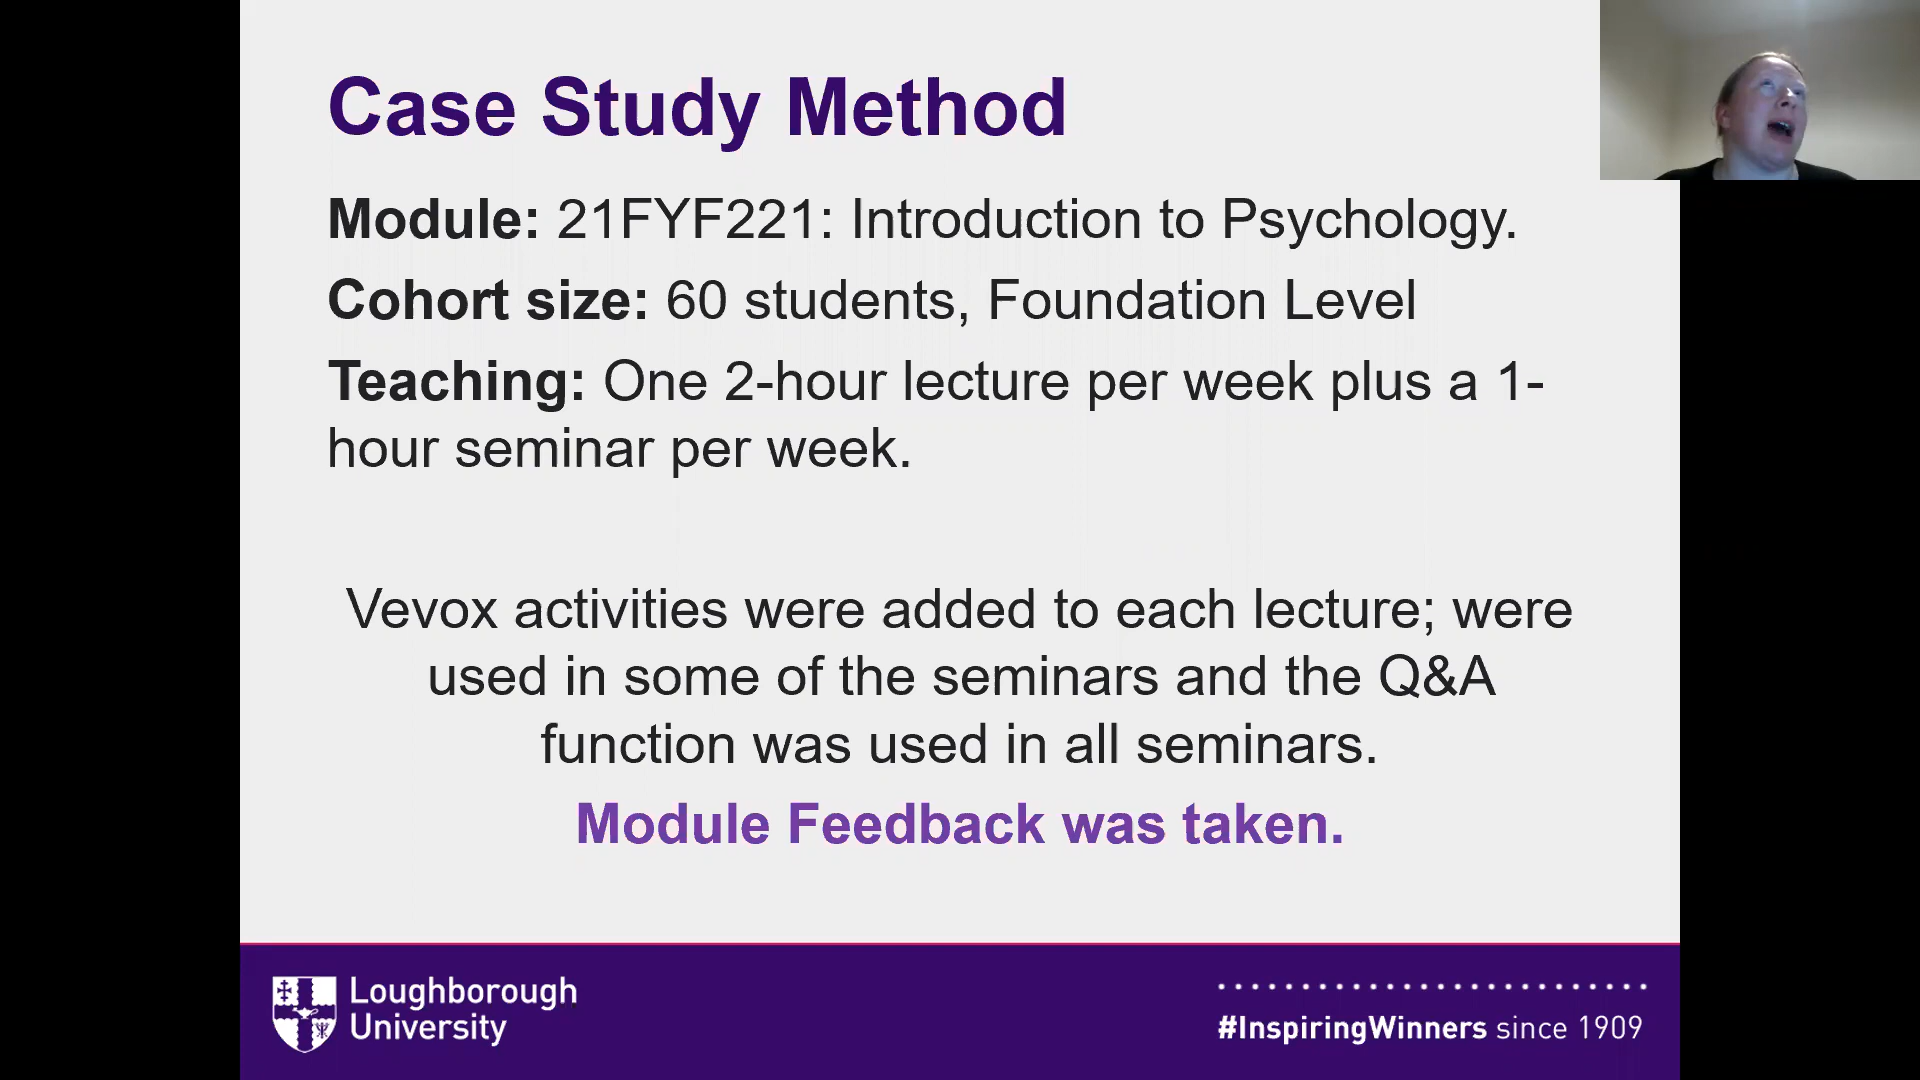 Case Study Method
Module: 21FYF221: Introduction to Psychology.
Cohort size: 60 students, Foundation Level
Teaching: One 2-hour lecture per week plus a 1-
hour seminar per week.
Vevox activities were added to each lecture; were
used in some of the seminars and the Q&A
function was used in all seminars.
Module Feedback was taken.
Loughborough
University
#InspiringWinners since 1909